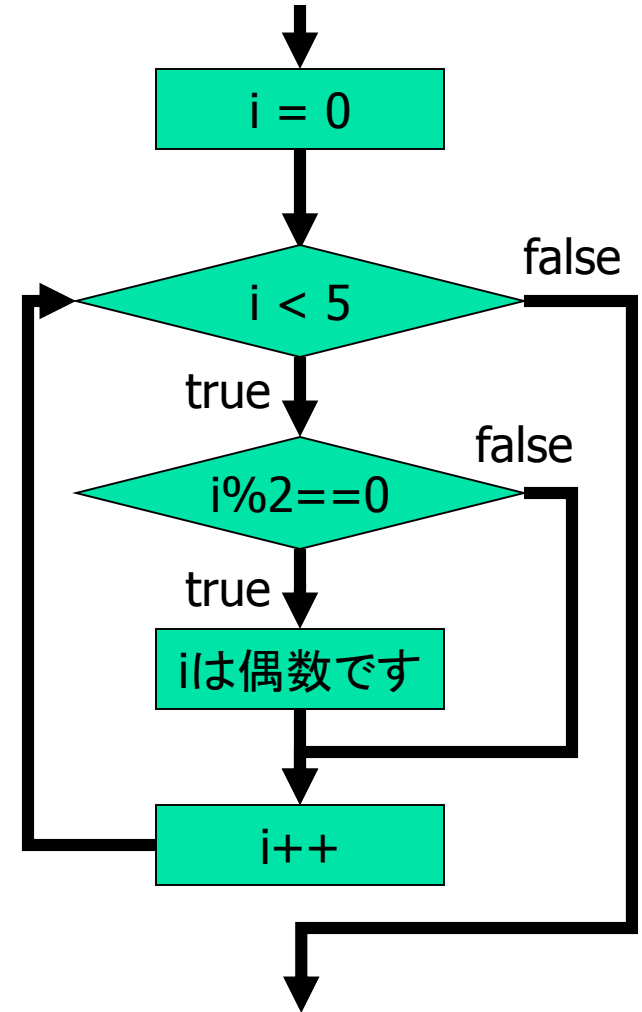 i = 0
false
i < 5
true
false
i%2==0
true
iは偶数です
i++